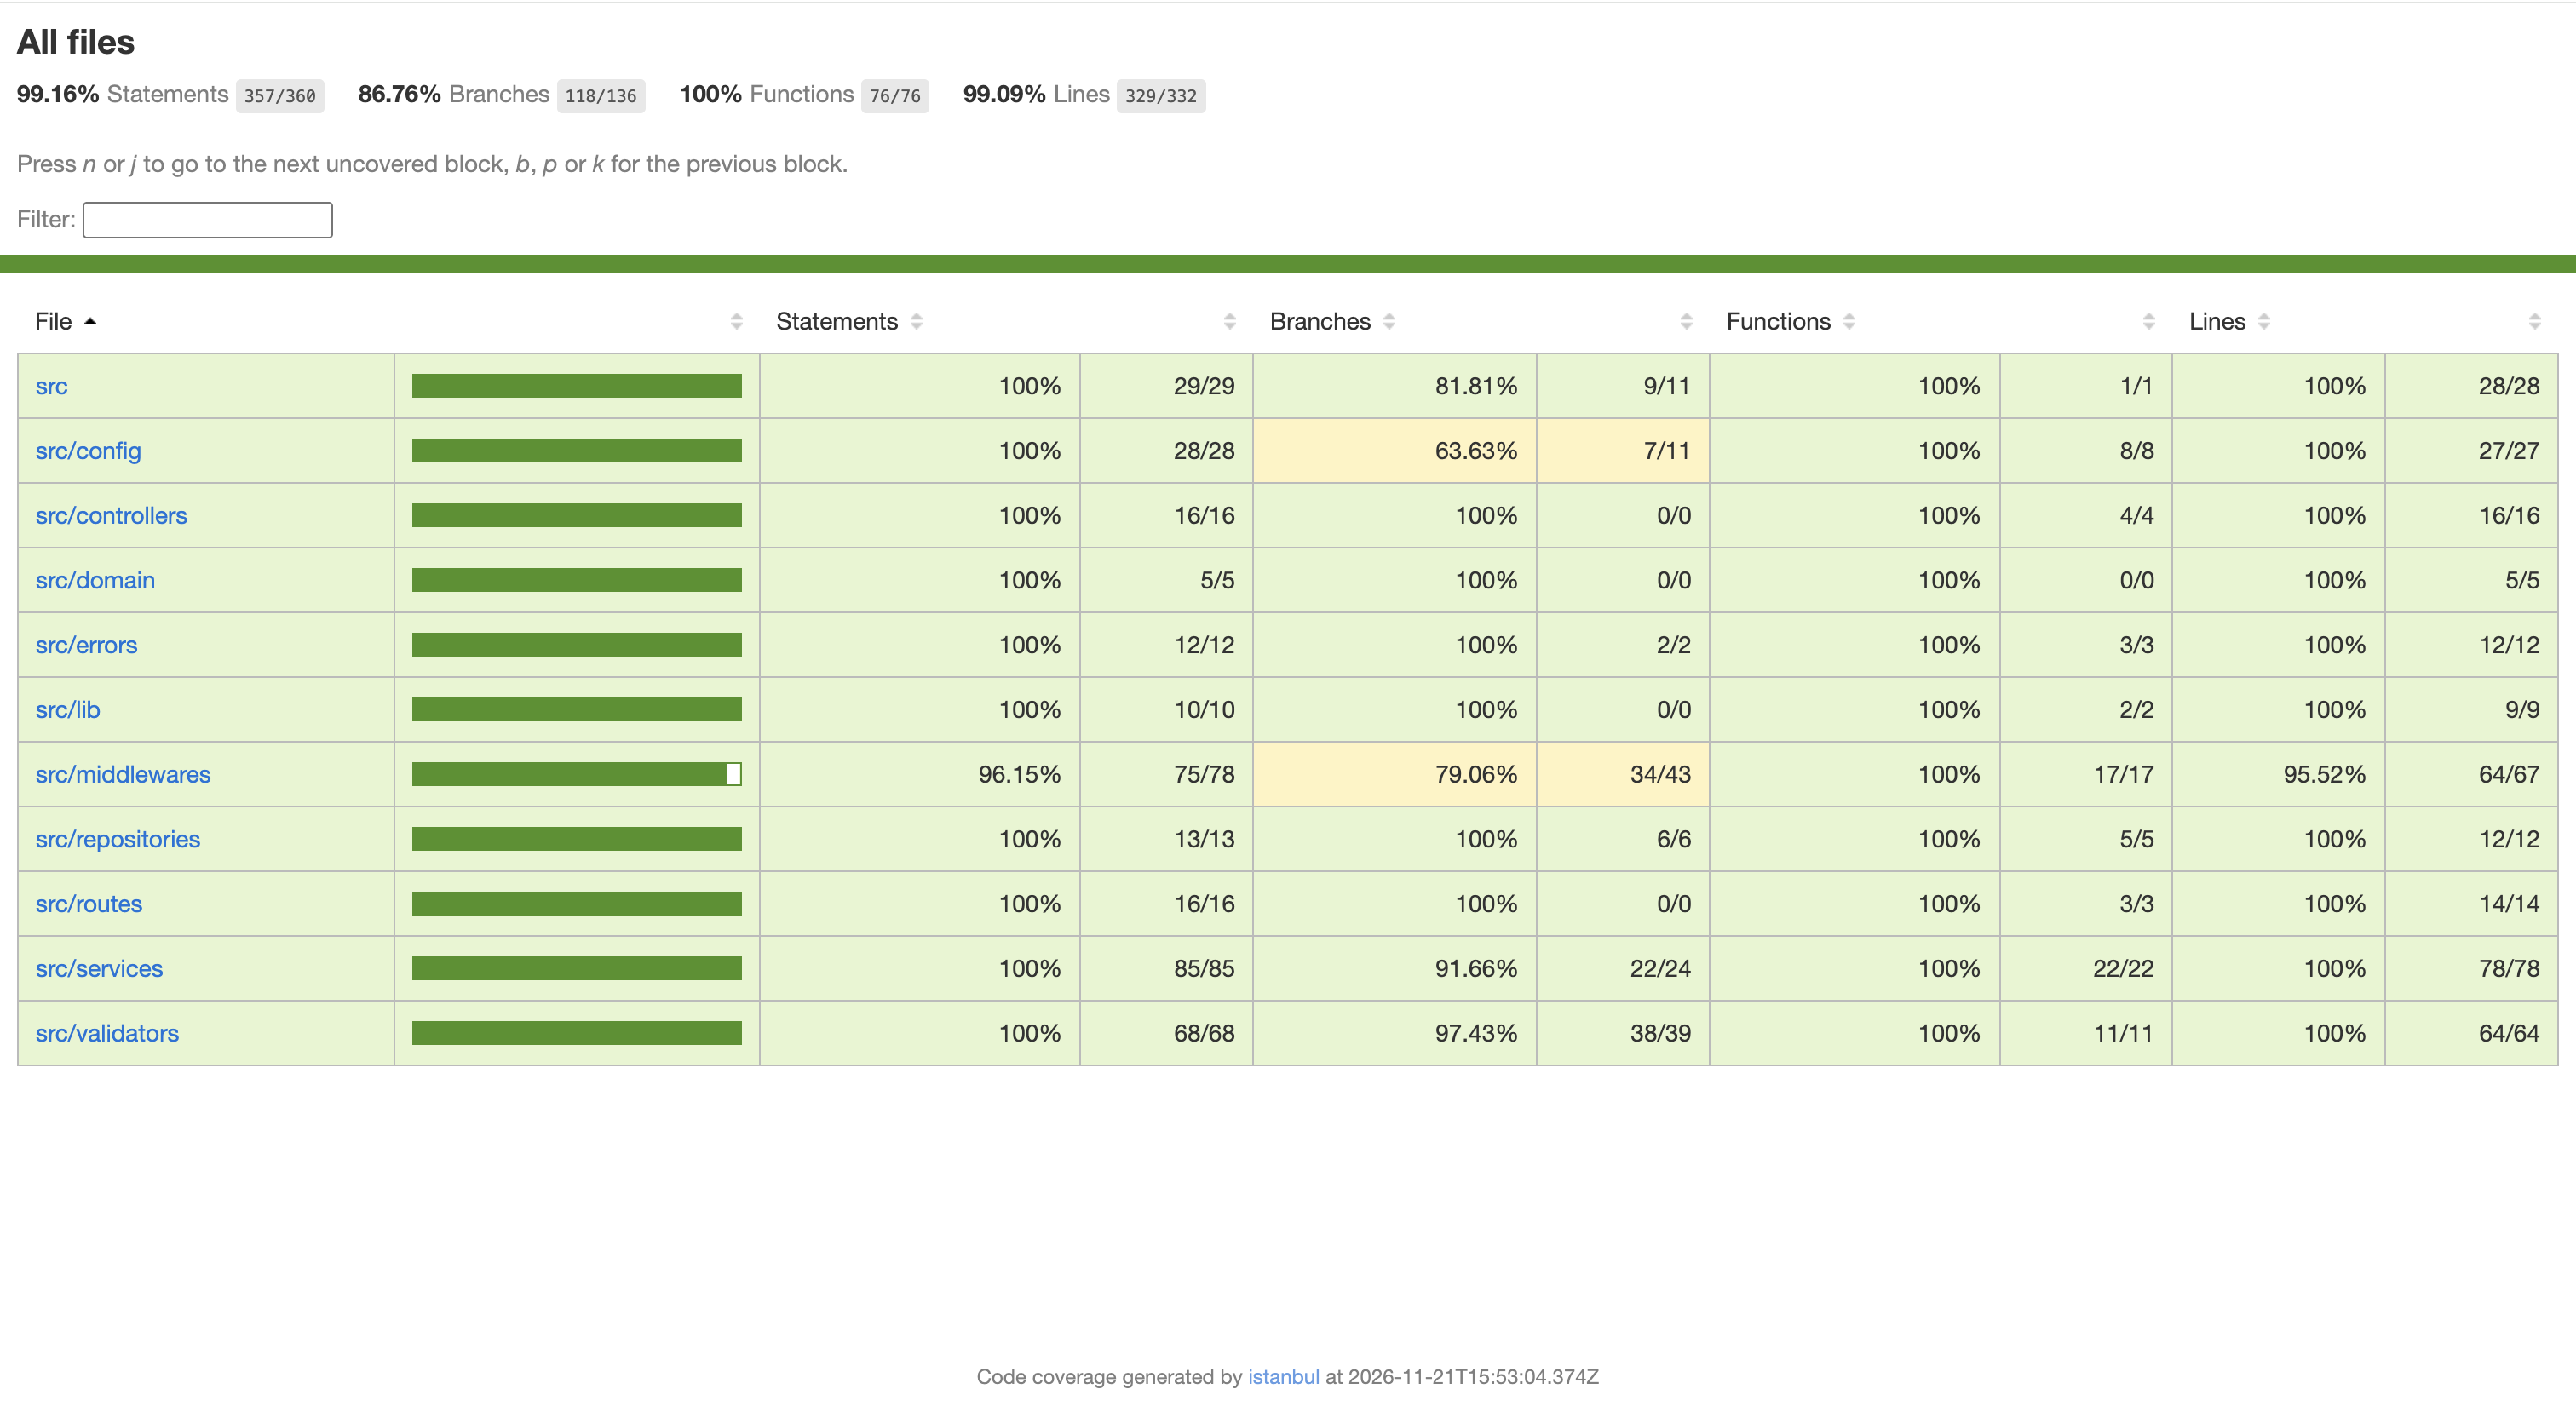 All files
99.16% Statements 357/360 86.76% Branches 118/136 100% Functions 76/76 99.09% Lines 329/332
Press n or j to go to the next uncovered block, b, p or k for the previous block.
Filter:
File Statements Branches Functions Lines
src 100% 29/29 81.81% 9/11 100% 1/1 100% 28/28
src/config 100% 28/28 63.63% 7/11 100% 8/8 100% 27/27
src/controllers 100% 16/16 100% 0/0 100% 4/4 100% 16/16
src/domain 100% 5/5 100% 0/0 100% 0/0 100% 5/5
src/errors 100% 12/12 100% 2/2 100% 3/3 100% 12/12
src/lib 100% 10/10 100% 0/0 100% 2/2 100% 9/9
src/middlewares 96.15% 75/78 79.06% 34/43 100% 17/17 95.52% 64/67
src/repositories 100% 13/13 100% 6/6 100% 5/5 100% 12/12
src/routes 100% 16/16 100% 0/0 100% 3/3 100% 14/14
src/services 100% 85/85 91.66% 22/24 100% 22/22 100% 78/78
src/validators 100% 68/68 97.43% 38/39 100% 11/11 100% 64/64
Code coverage generated by istanbul at 2026-11-21T15:53:04.374Z